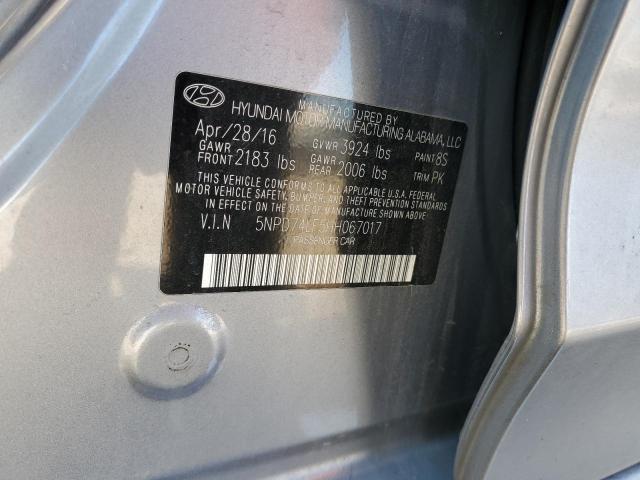 MANUFACTURED BY
HYUNDAI MOTOR MANUFACTURING ALABAMA, LLC
Apr/28/16 GVWR 3924 lbs PAINT 8S
GAWR FRONT 2183 lbs GAWR REAR 2006 lbs TRIM PK
THIS VEHICLE CONFORMS TO ALL APPLICABLE U.S.A. FEDERAL
MOTOR VEHICLE SAFETY, BUMPER, AND THEFT PREVENTION STANDARDS
IN EFFECT ON THE DATE OF MANUFACTURE SHOWN ABOVE.
V.I.N 5NPD74LF5HH067017
PASSENGER CAR